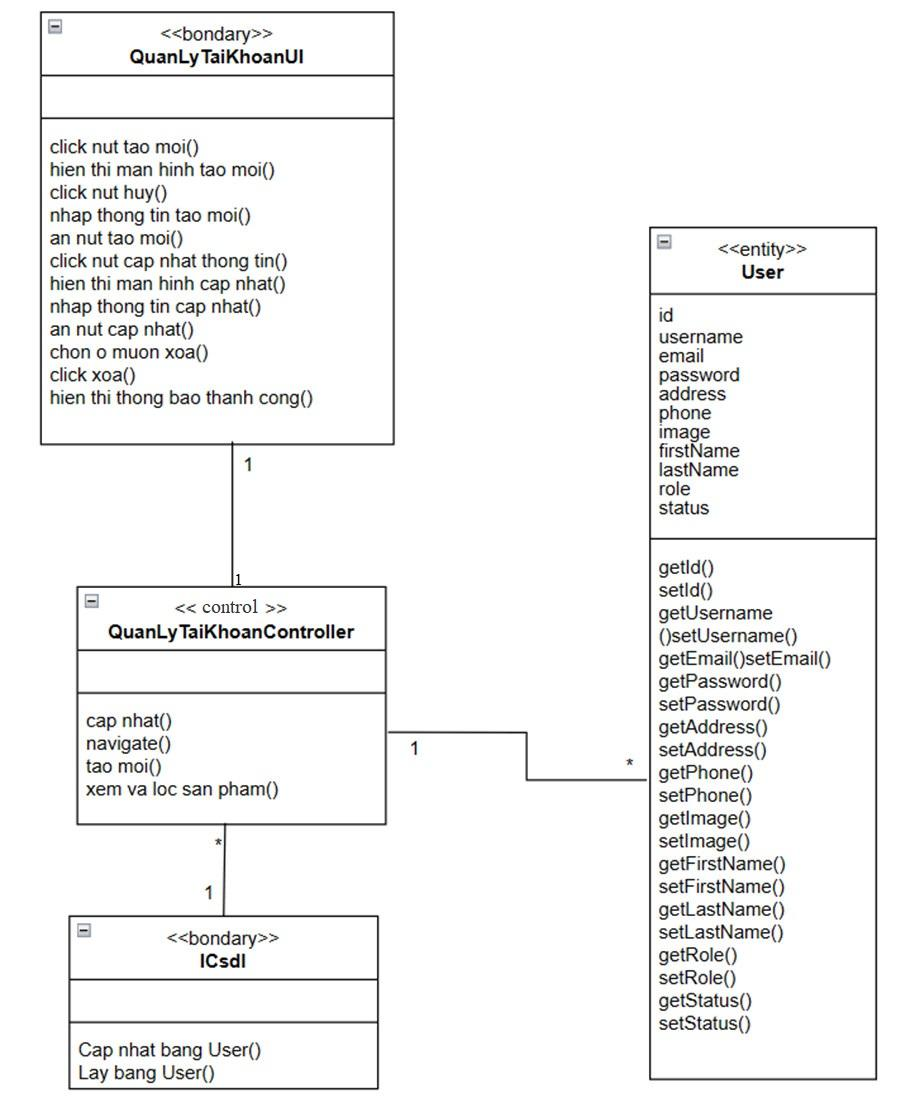 <<bondary>>
QuanLyTaiKhoanUI
click nut tao moi()
hien thi man hinh tao moi()
click nut huy()
nhap thong tin tao moi()
an nut tao moi()
click nut cap nhat thong tin()
hien thi man hinh cap nhat()
nhap thong tin cap nhat()
an nut cap nhat()
chon o muon xoa()
click xoa()
hien thi thong bao thanh cong()
1
1
<< control >>
QuanLyTaiKhoanController
cap nhat()
navigate()
tao moi()
xem va loc san pham()
1
*
*
1
<<bondary>>
ICsdl
Cap nhat bang User()
Lay bang User()
<<entity>>
User
id
username
email
password
address
phone
image
firstName
lastName
role
status
getId()
setId()
getUsername
()setUsername()
getEmail()setEmail()
getPassword()
setPassword()
getAddress()
setAddress()
getPhone()
setPhone()
getImage()
setImage()
getFirstName()
setFirstName()
getLastName()
setLastName()
getRole()
setRole()
getStatus()
setStatus()